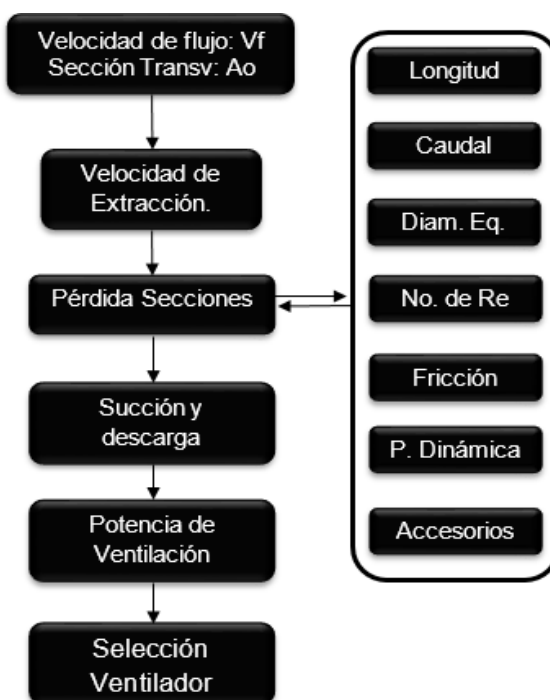 Velocidad de flujo: Vf
Sección Transv: Ao
Velocidad de
Extracción.
Pérdida Secciones
Succión y
descarga
Potencia de
Ventilación
Selección
Ventilador
Longitud
Caudal
Diam. Eq.
No. de Re
Fricción
P. Dinámica
Accesorios